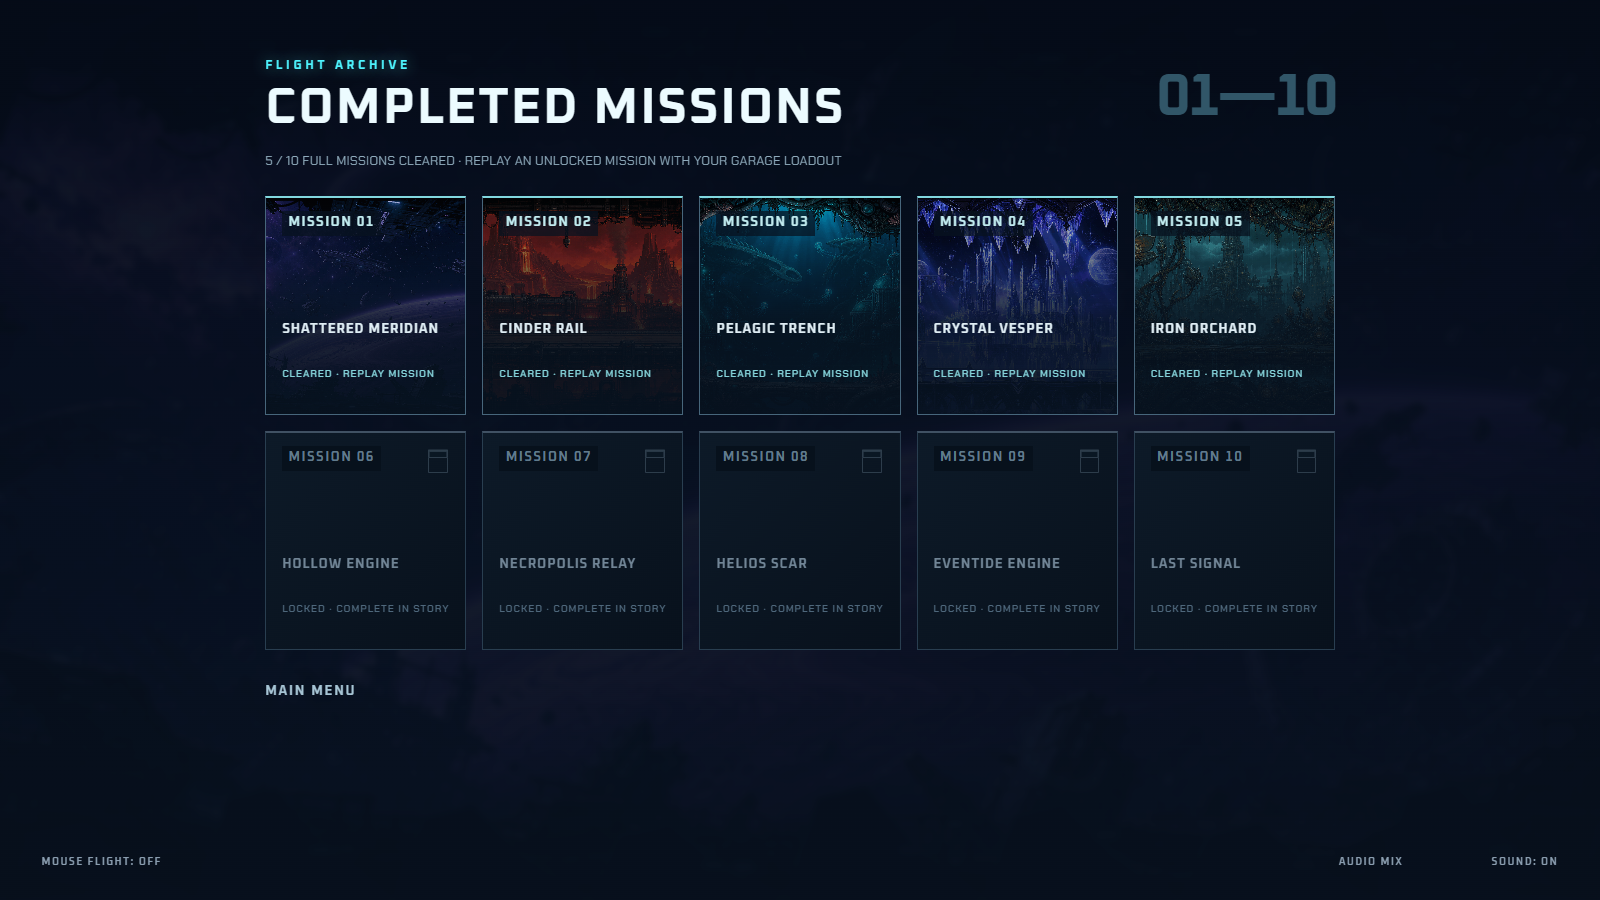 FLIGHT ARCHIVE
COMPLETED MISSIONS
01—10
5 / 10 FULL MISSIONS CLEARED · REPLAY AN UNLOCKED MISSION WITH YOUR GARAGE LOADOUT
MISSION 01
SHATTERED MERIDIAN
CLEARED · REPLAY MISSION
MISSION 02
CINDER RAIL
CLEARED · REPLAY MISSION
MISSION 03
PELAGIC TRENCH
CLEARED · REPLAY MISSION
MISSION 04
CRYSTAL VESPER
CLEARED · REPLAY MISSION
MISSION 05
IRON ORCHARD
CLEARED · REPLAY MISSION
MISSION 06
HOLLOW ENGINE
LOCKED · COMPLETE IN STORY
MISSION 07
NECROPOLIS RELAY
LOCKED · COMPLETE IN STORY
MISSION 08
HELIOS SCAR
LOCKED · COMPLETE IN STORY
MISSION 09
EVENTIDE ENGINE
LOCKED · COMPLETE IN STORY
MISSION 10
LAST SIGNAL
LOCKED · COMPLETE IN STORY
MAIN MENU
MOUSE FLIGHT: OFF
AUDIO MIX
SOUND: ON